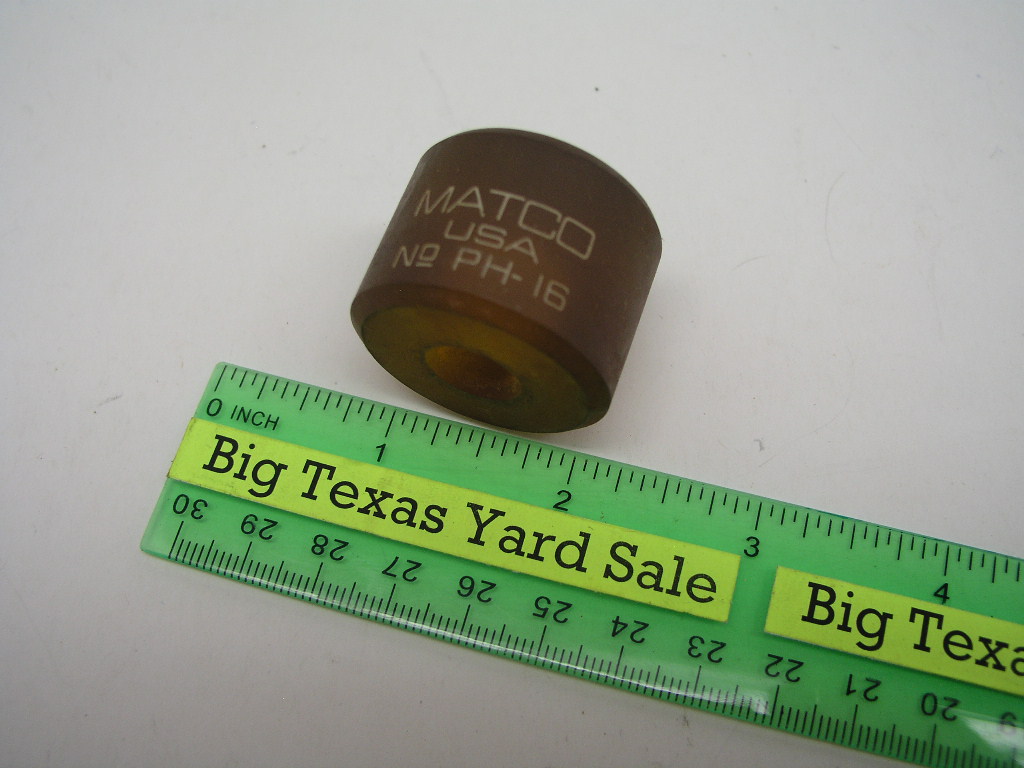 MATCO
USA
Nº PH-16
0 INCH 1 2 3 4
Big Texas Yard Sale
Big Texa
30 29 28 27 26 25 24 23 22 21 20